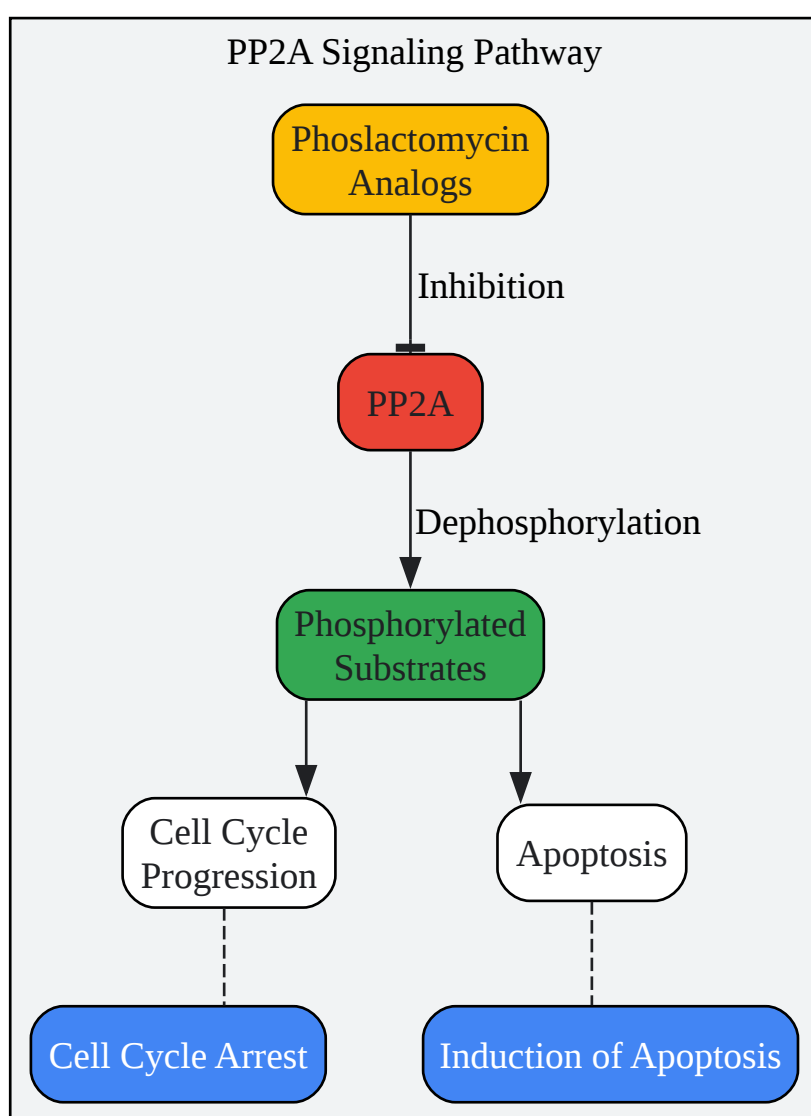 PP2A Signaling Pathway
Phoslactomycin
Analogs
Inhibition
PP2A
Dephosphorylation
Phosphorylated
Substrates
Cell Cycle
Progression
Apoptosis
Cell Cycle Arrest
Induction of Apoptosis